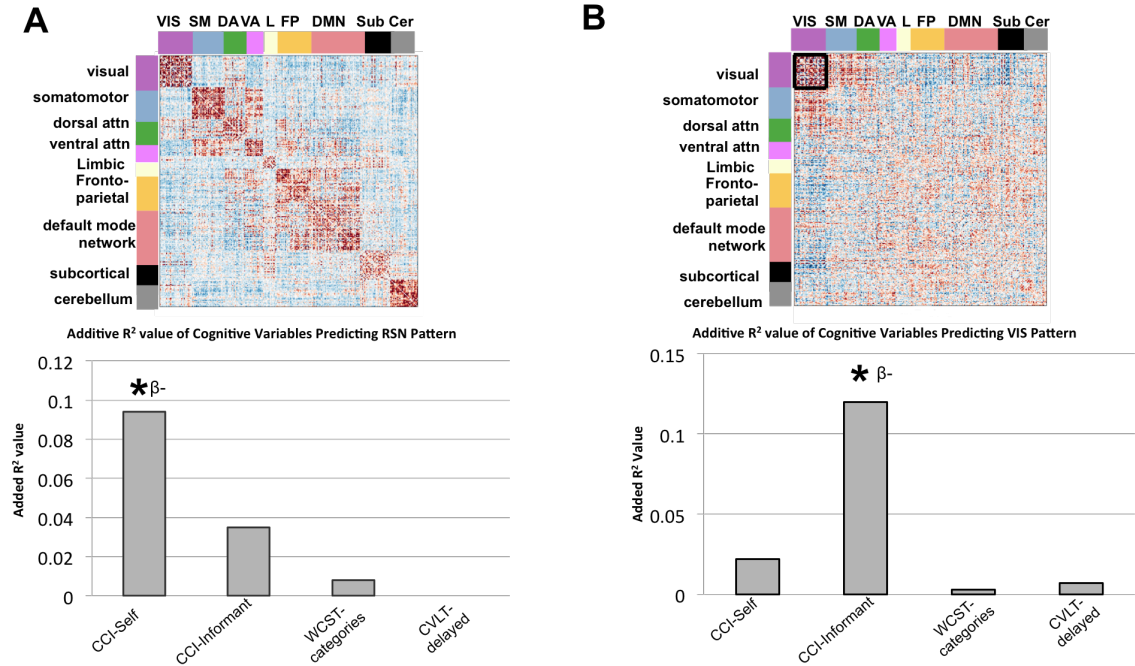 A
VIS SM DA VA L FP DMN Sub Cer
visual
somatomotor
dorsal attn
ventral attn
Limbic
Fronto-
parietal
default mode
network
subcortical
cerebellum
Additive R² value of Cognitive Variables Predicting RSN Pattern
Added R² value
0.12
0.1
0.08
0.06
0.04
0.02
0
* β-
CCI-Self
CCI-Informant
WCST-
categories
CVLT-
delayed
B
VIS SM DA VA L FP DMN Sub Cer
visual
somatomotor
dorsal attn
ventral attn
Limbic
Fronto-
parietal
default mode
network
subcortical
cerebellum
Additive R² value of Cognitive Variables Predicting VIS Pattern
Added R² Value
0.15
0.1
0.05
0
* β-
CCI-Self
CCI-Informant
WCST-
categories
CVLT-
delayed